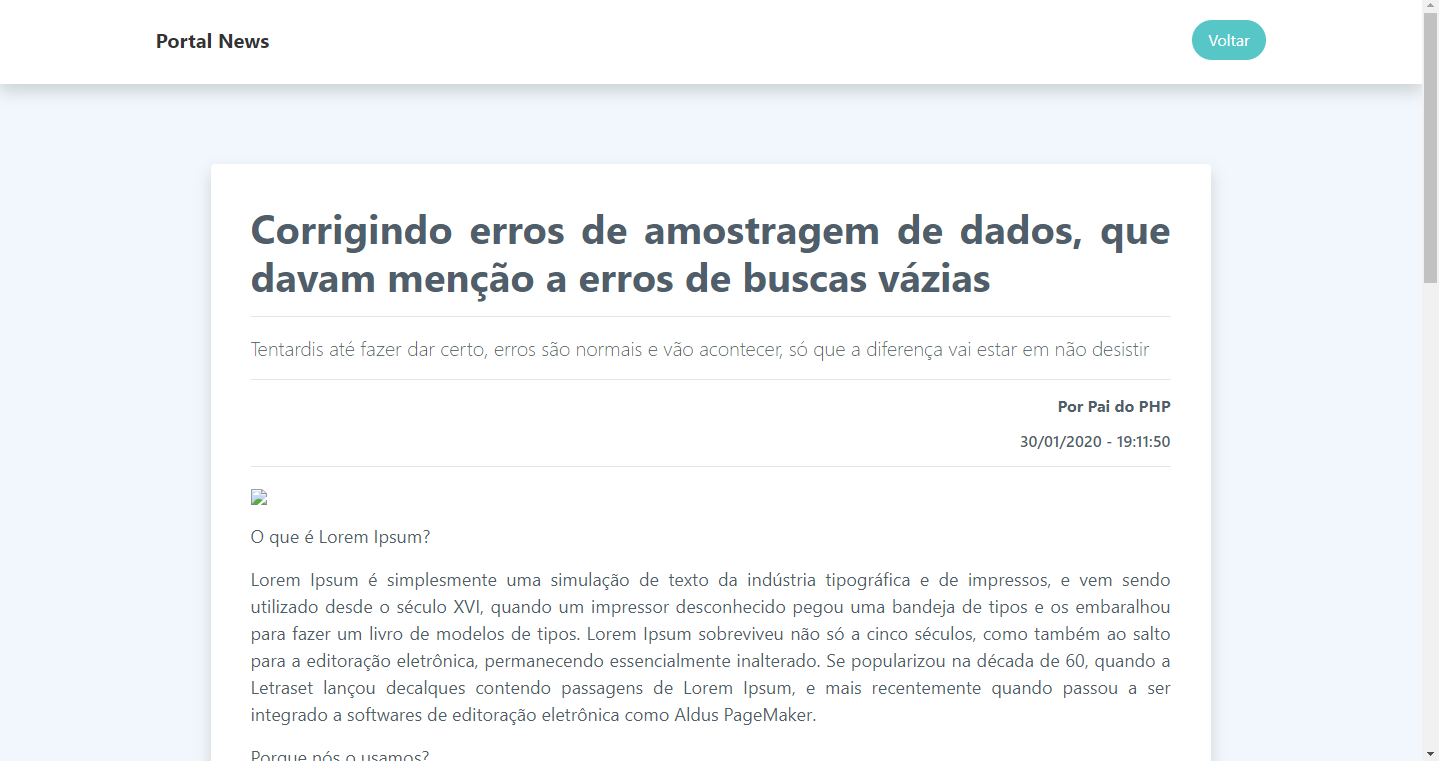 Portal News
Voltar
Corrigindo erros de amostragem de dados, que
davam menção a erros de buscas vázias
Tentardis até fazer dar certo, erros são normais e vão acontecer, só que a diferença vai estar em não desistir
Por Pai do PHP
30/01/2020 - 19:11:50
O que é Lorem Ipsum?
Lorem Ipsum é simplesmente uma simulação de texto da indústria tipográfica e de impressos, e vem sendo
utilizado desde o século XVI, quando um impressor desconhecido pegou uma bandeja de tipos e os embaralhou
para fazer um livro de modelos de tipos. Lorem Ipsum sobreviveu não só a cinco séculos, como também ao salto
para a editoração eletrônica, permanecendo essencialmente inalterado. Se popularizou na década de 60, quando a
Letraset lançou decalques contendo passagens de Lorem Ipsum, e mais recentemente quando passou a ser
integrado a softwares de editoração eletrônica como Aldus PageMaker.
Porque nós o usamos?